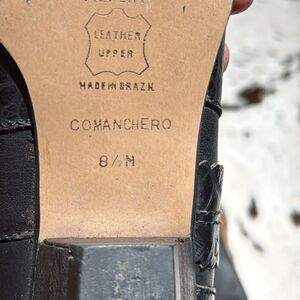 LEATHER
UPPER
MADE IN BRAZIL
COMANCHERO
8½M